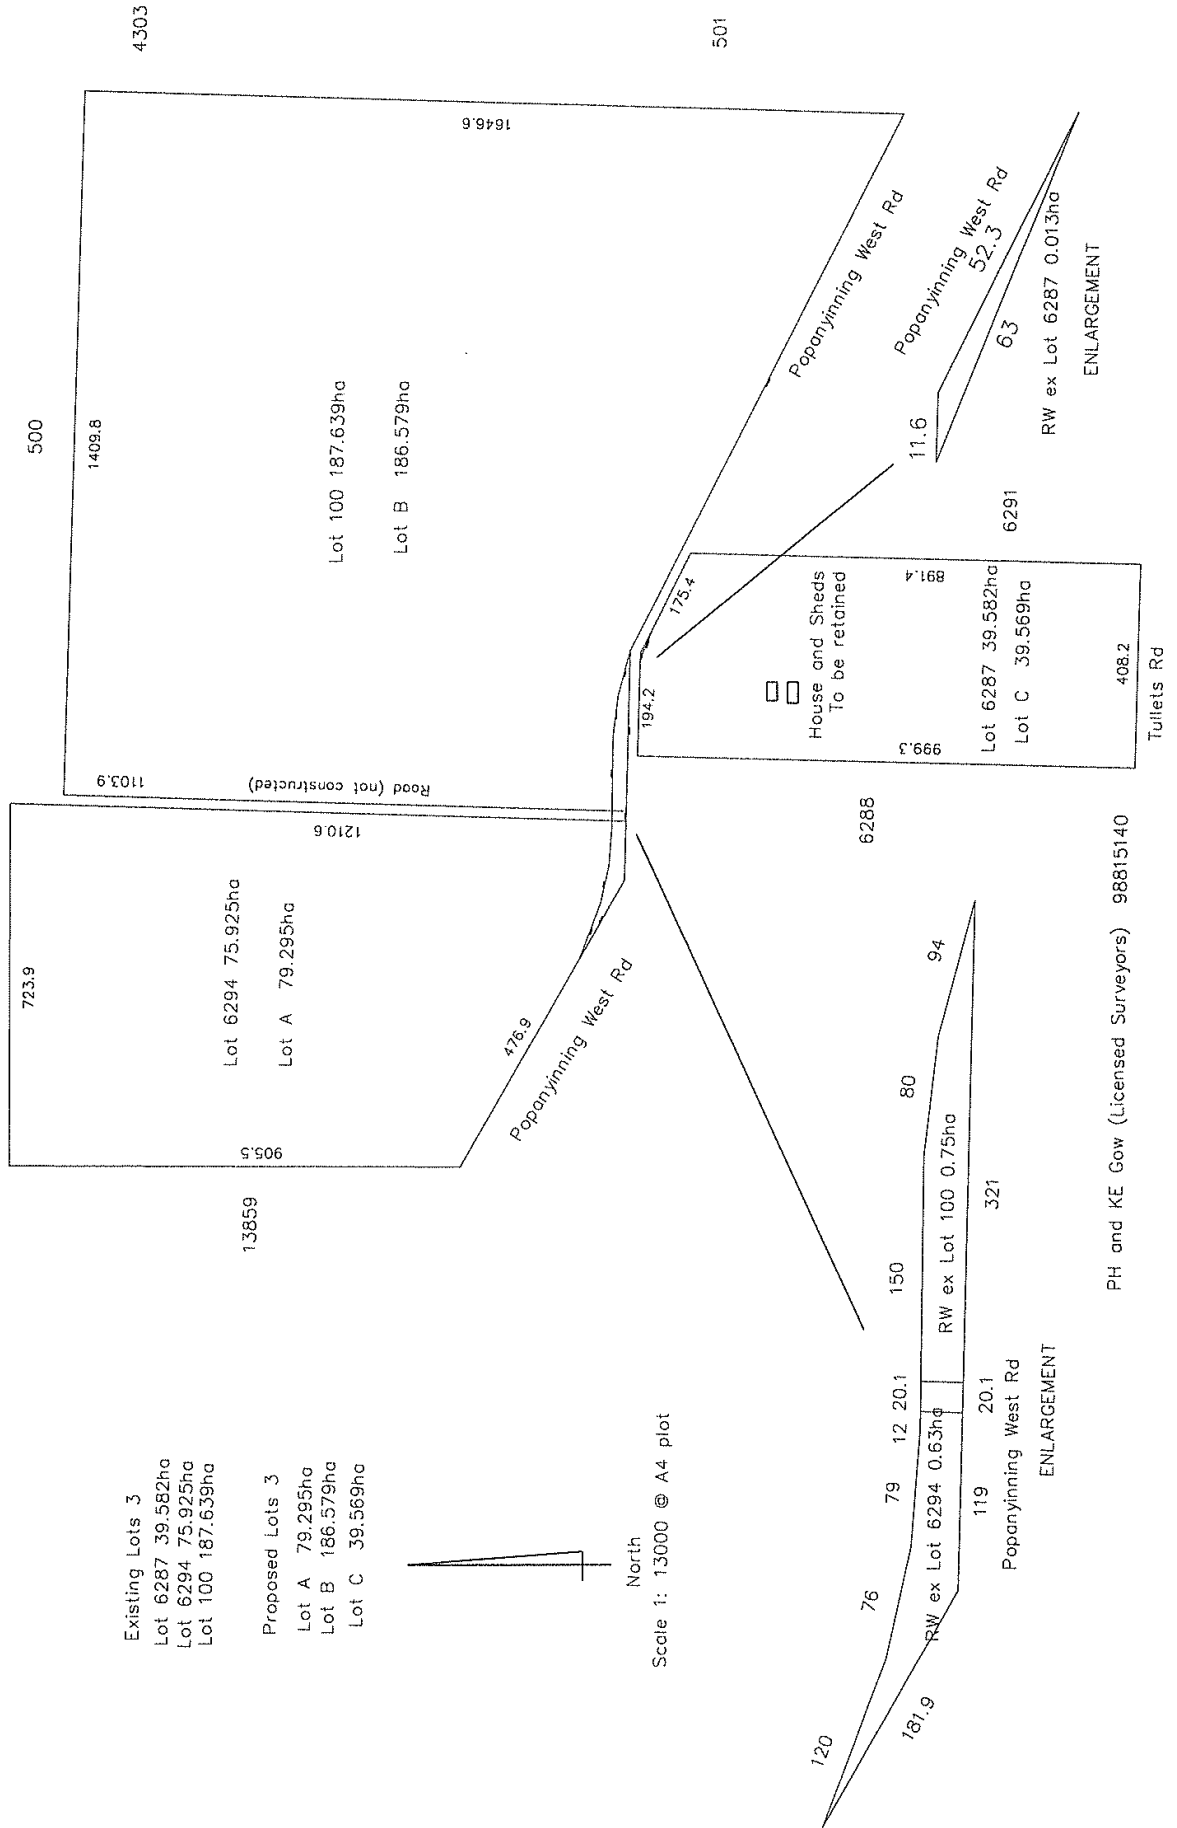 Existing Lots 3
Lot 6287 39.582ha
Lot 6294 75.925ha
Lot 100 187.639ha
Proposed Lots 3
Lot A 79.295ha
Lot B 186.579ha
Lot C 39.569ha
North
Scale 1: 13000 @ A4 plot
13859
723.9
905.5
Lot 6294 75.925ha
Lot A 79.295ha
1210.6
476.9
Popanyinning West Rd
Road (not constructed)
1103.9
500
1409.8
Lot 100 187.639ha
Lot B 186.579ha
1646.6
4303
501
Popanyinning West Rd
194.2
175.4
House and Sheds
To be retained
999.3
891.4
Lot 6287 39.582ha
Lot C 39.569ha
408.2
Tullets Rd
6288
6291
11.6
Popanyinning West Rd
52.3
63
RW ex Lot 6287 0.013ha
ENLARGEMENT
120
76
79
12
20.1
150
80
94
RW ex Lot 6294 0.63ha
RW ex Lot 100 0.75ha
181.9
119
20.1
321
Popanyinning West Rd
ENLARGEMENT
PH and KE Gow (Licensed Surveyors) 98815140